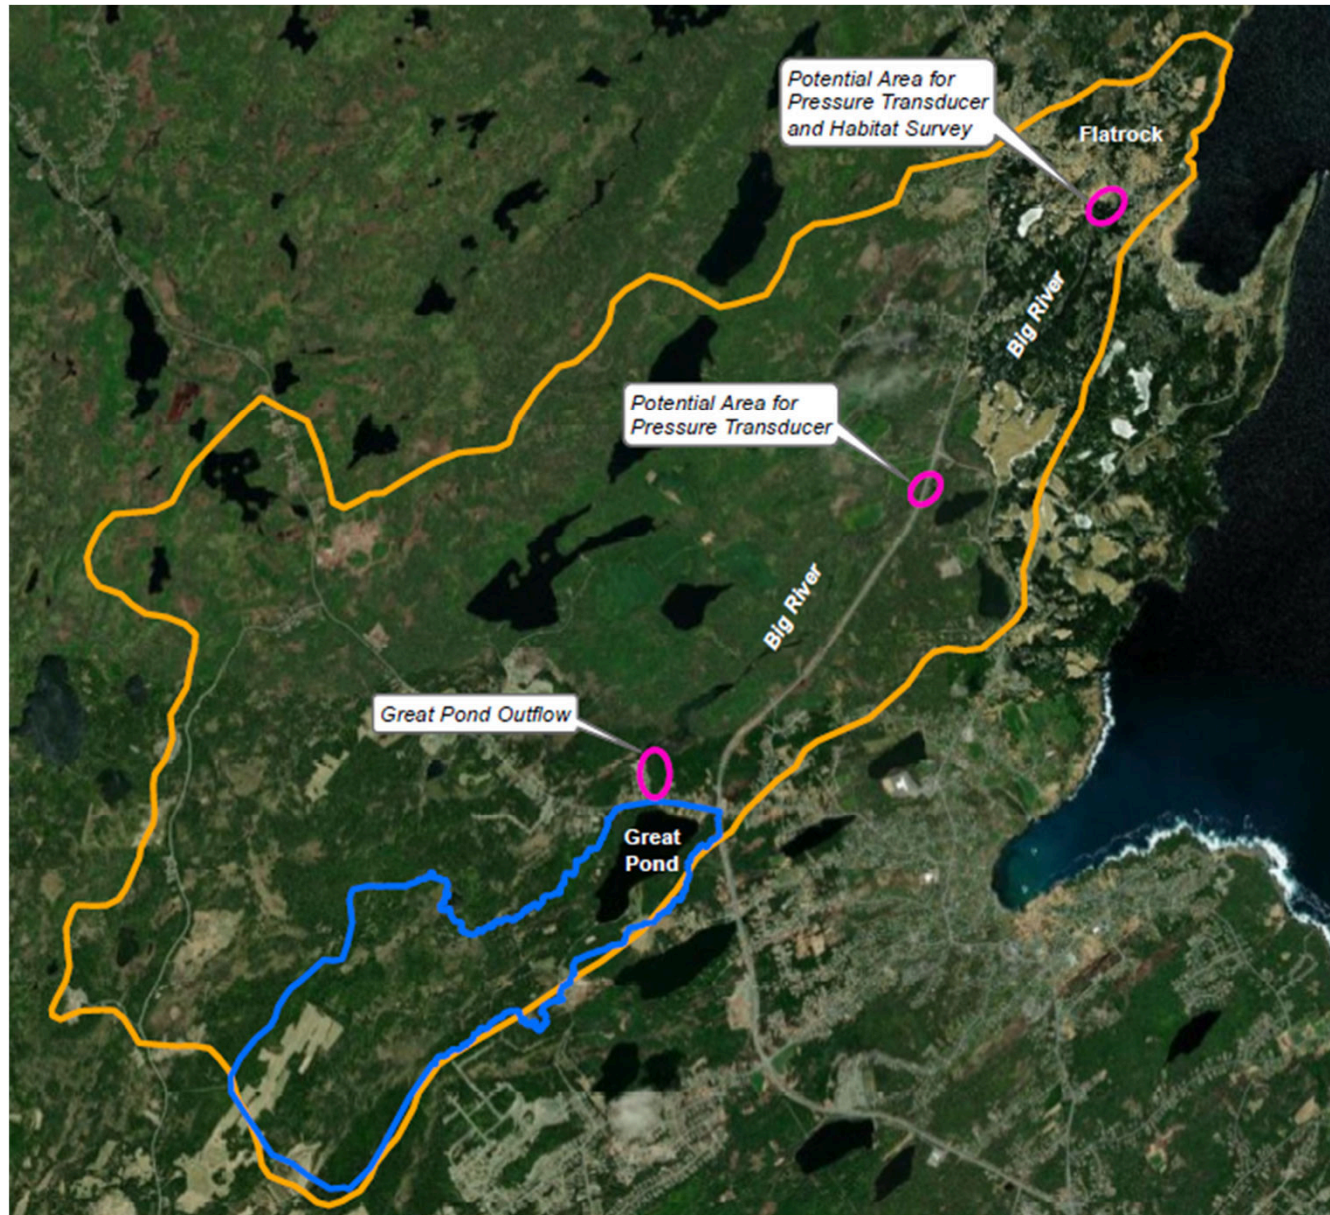 Potential Area for
Pressure Transducer
and Habitat Survey
Flatrock
Big River
Potential Area for
Pressure Transducer
Big River
Great Pond Outflow
Great
Pond